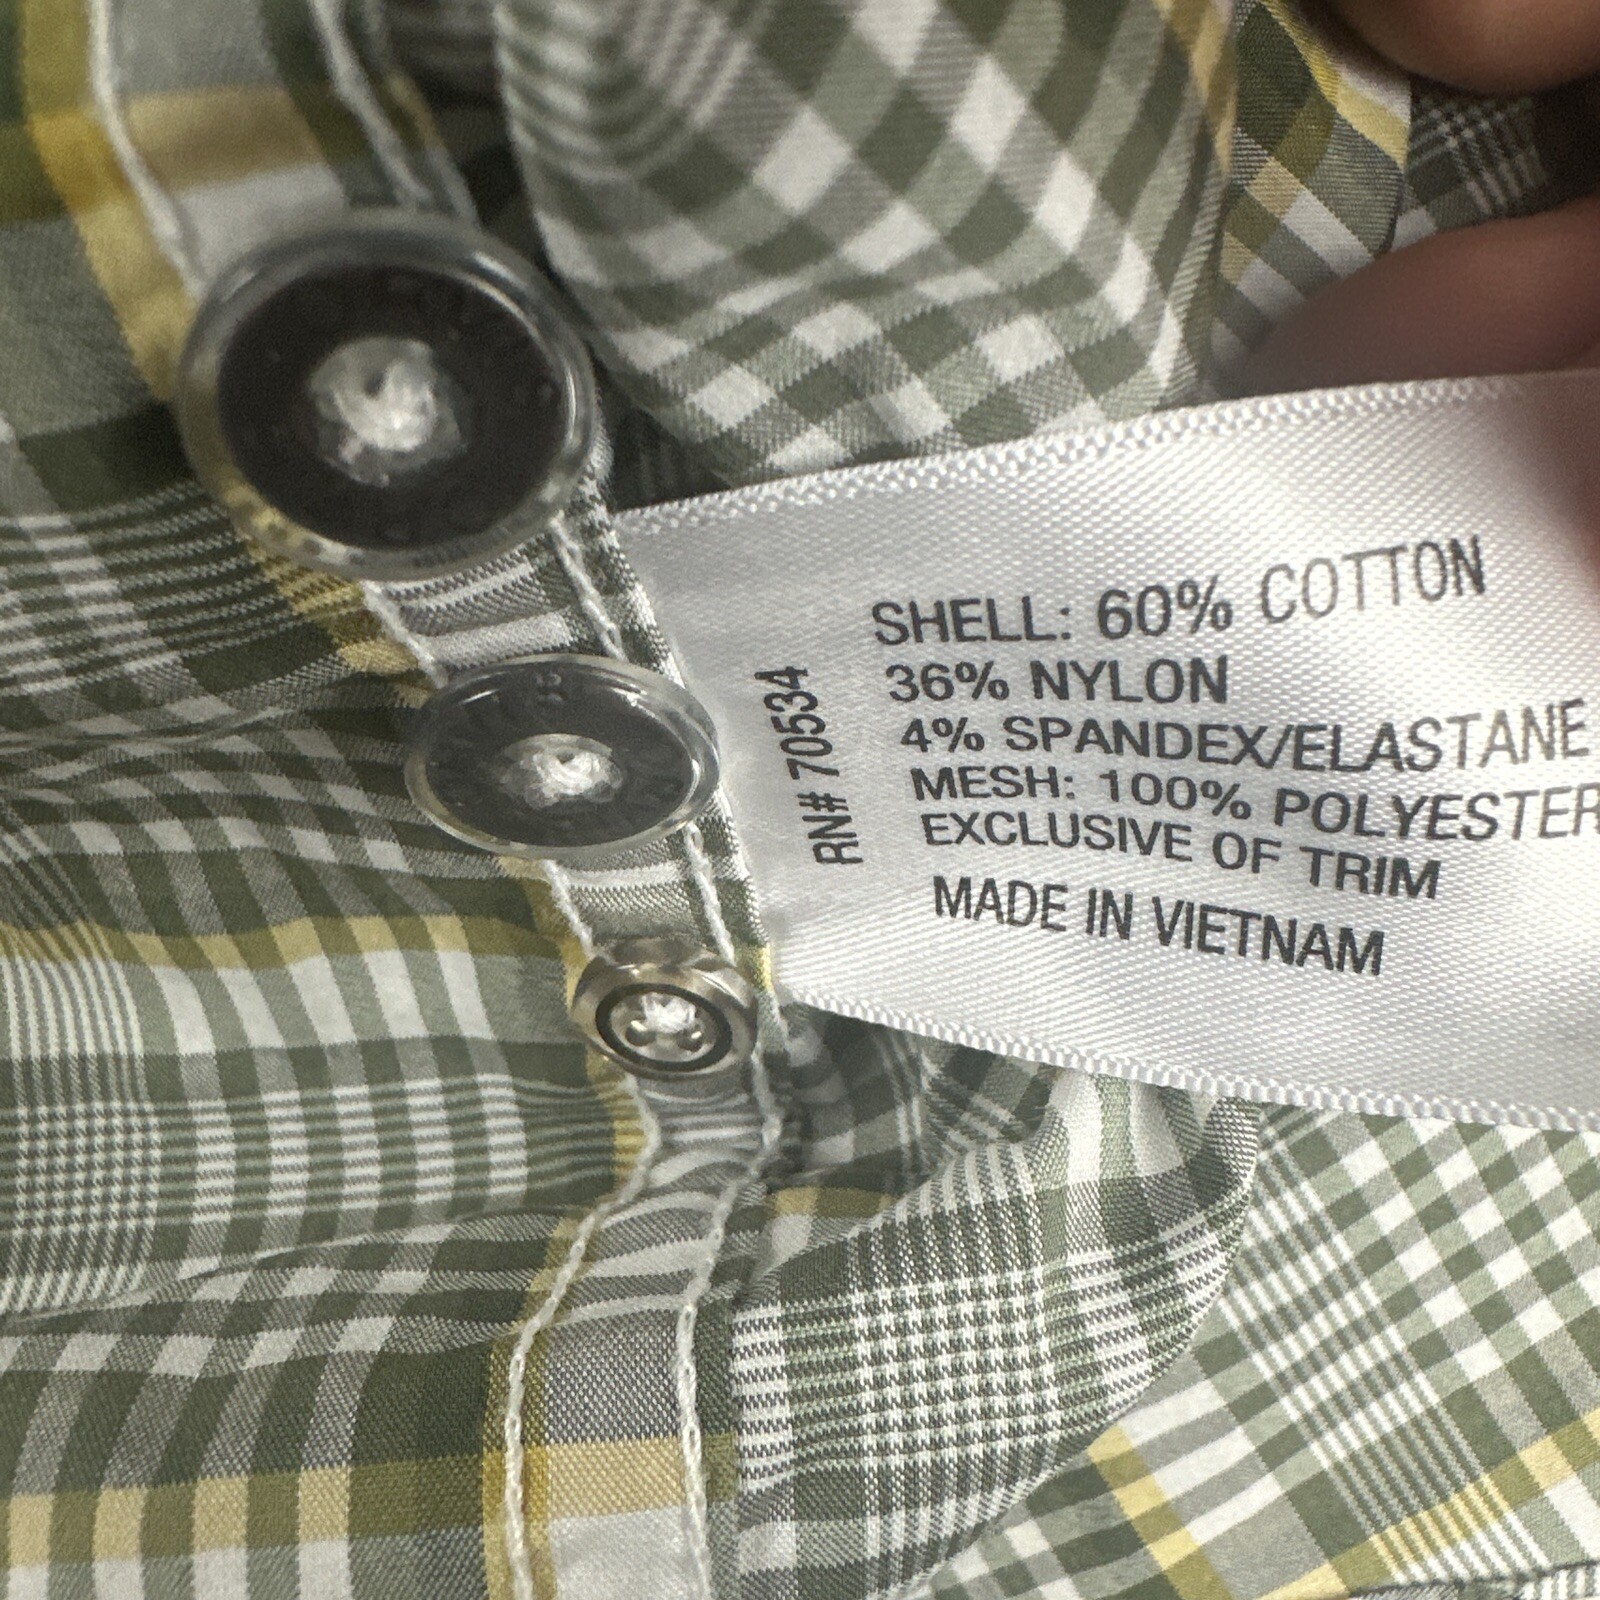 SHELL: 60% COTTON
36% NYLON
4% SPANDEX/ELASTANE
MESH: 100% POLYESTER
EXCLUSIVE OF TRIM
MADE IN VIETNAM
RN# 70534